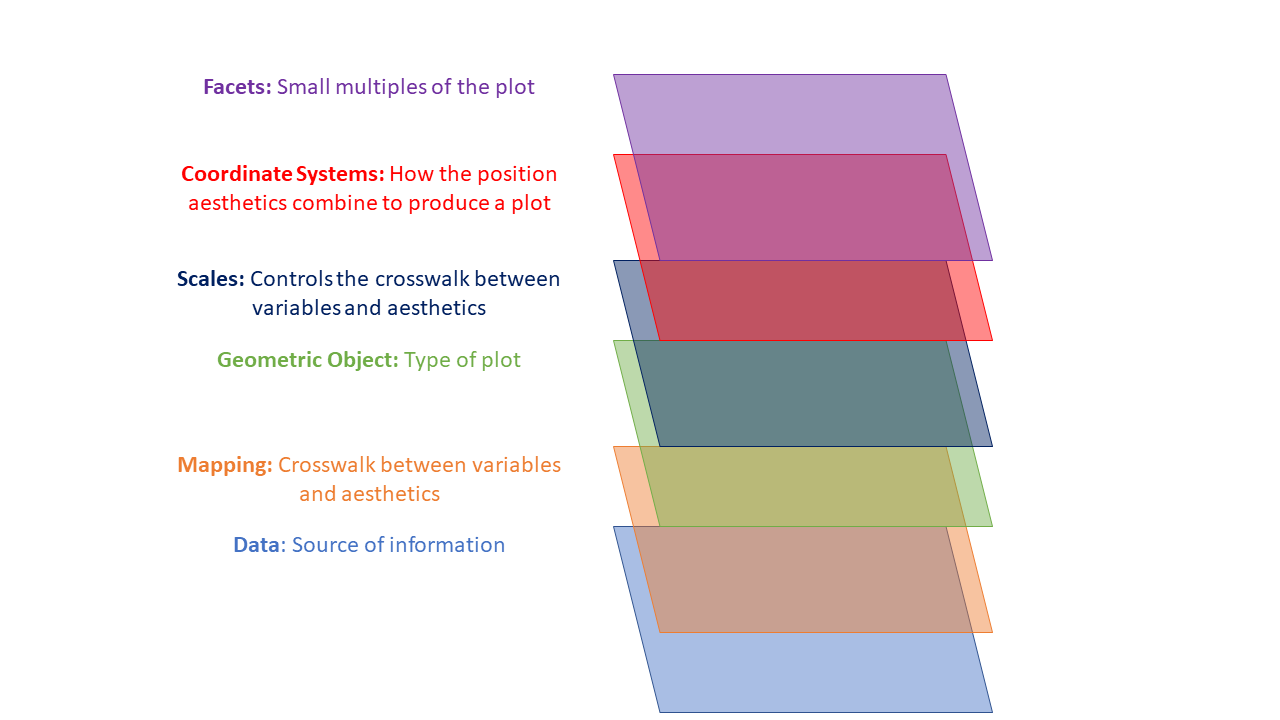 Facets: Small multiples of the plot
Coordinate Systems: How the position
aesthetics combine to produce a plot
Scales: Controls the crosswalk between
variables and aesthetics
Geometric Object: Type of plot
Mapping: Crosswalk between variables
and aesthetics
Data: Source of information